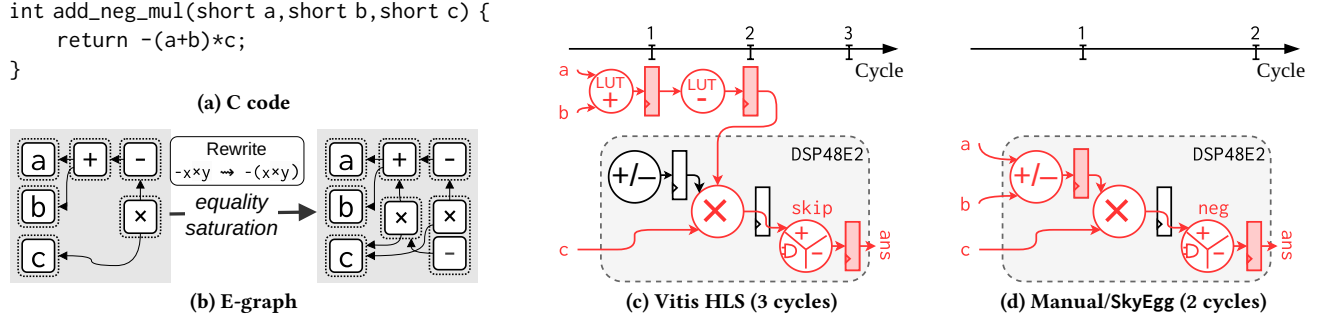 int add_neg_mul(short a,short b,short c) {
return -(a+b)*c;
}
(a) C code
a
+
-
b
×
c
Rewrite
-x×y ⇝ -(x×y)
equality
saturation
a
+
-
b
×
×
c
-
(b) E-graph
1
2
3
Cycle
a
b
LUT
+
LUT
-
DSP48E2
+/−
×
skip
+
D
−
c
ans
(c) Vitis HLS (3 cycles)
1
2
Cycle
DSP48E2
a
+/−
b
×
neg
+
D
−
c
ans
(d) Manual/SkyEgg (2 cycles)